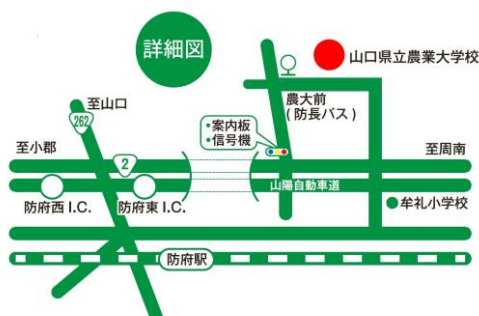 詳細図
山口県立農業大学校
至山口
262
農大前
(防長バス)
・案内板
・信号機
至小郡
2
至周南
山陽自動車道
防府西 I.C.
防府東 I.C.
牟礼小学校
防府駅